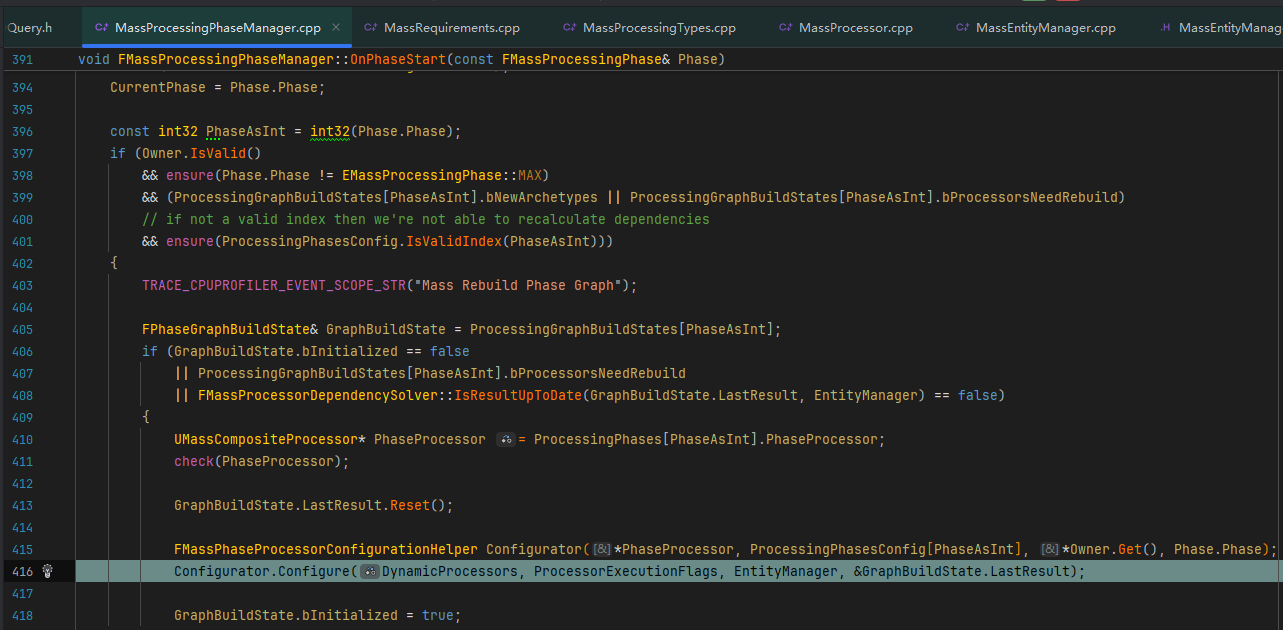 Query.h MassProcessingPhaseManager.cpp × MassRequirements.cpp MassProcessingTypes.cpp MassProcessor.cpp MassEntityManager.cpp .H MassEntityManag
391 void FMassProcessingPhaseManager::OnPhaseStart(const FMassProcessingPhase& Phase)
394 CurrentPhase = Phase.Phase;
395
396 const int32 PhaseAsInt = int32(Phase.Phase);
397 if (Owner.IsValid()
398 && ensure(Phase.Phase != EMassProcessingPhase::MAX)
399 && (ProcessingGraphBuildStates[PhaseAsInt].bNewArchetypes || ProcessingGraphBuildStates[PhaseAsInt].bProcessorsNeedRebuild)
400 // if not a valid index then we're not able to recalculate dependencies
401 && ensure(ProcessingPhasesConfig.IsValidIndex(PhaseAsInt)))
402 {
403 TRACE_CPUPROFILER_EVENT_SCOPE_STR("Mass Rebuild Phase Graph");
404
405 FPhaseGraphBuildState& GraphBuildState = ProcessingGraphBuildStates[PhaseAsInt];
406 if (GraphBuildState.bInitialized == false
407 || ProcessingGraphBuildStates[PhaseAsInt].bProcessorsNeedRebuild
408 || FMassProcessorDependencySolver::IsResultUpToDate(GraphBuildState.LastResult, EntityManager) == false)
409 {
410 UMassCompositeProcessor* PhaseProcessor = ProcessingPhases[PhaseAsInt].PhaseProcessor;
411 check(PhaseProcessor);
412
413 GraphBuildState.LastResult.Reset();
414
415 FMassPhaseProcessorConfigurationHelper Configurator([&]*PhaseProcessor, ProcessingPhasesConfig[PhaseAsInt], [&]*Owner.Get(), Phase.Phase);
416 Configurator.Configure(DynamicProcessors, ProcessorExecutionFlags, EntityManager, &GraphBuildState.LastResult);
417
418 GraphBuildState.bInitialized = true;